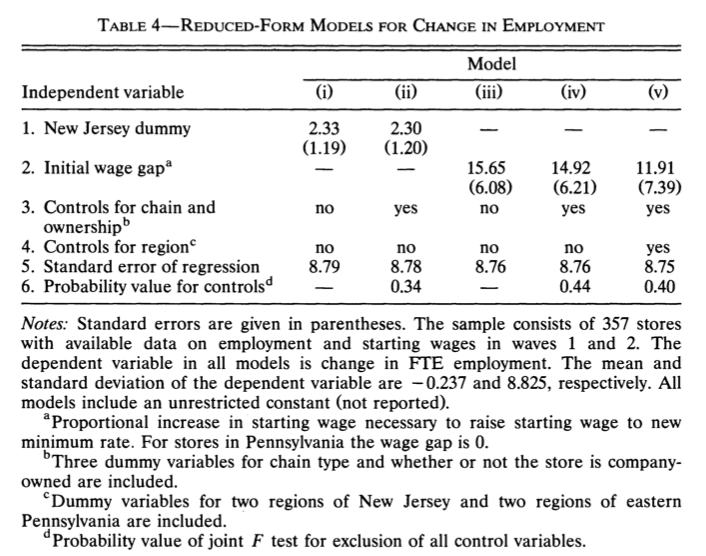 TABLE 4—REDUCED-FORM MODELS FOR CHANGE IN EMPLOYMENT
Model
Independent variable (i) (ii) (iii) (iv) (v)
1. New Jersey dummy 2.33 2.30 — — —
(1.19) (1.20)
2. Initial wage gapᵃ — — 15.65 14.92 11.91
(6.08) (6.21) (7.39)
3. Controls for chain and no yes no yes yes
ownershipᵇ
4. Controls for regionᶜ no no no no yes
5. Standard error of regression 8.79 8.78 8.76 8.76 8.75
6. Probability value for controlsᵈ — 0.34 — 0.44 0.40
Notes: Standard errors are given in parentheses. The sample consists of 357 stores
with available data on employment and starting wages in waves 1 and 2. The
dependent variable in all models is change in FTE employment. The mean and
standard deviation of the dependent variable are −0.237 and 8.825, respectively. All
models include an unrestricted constant (not reported).
ᵃProportional increase in starting wage necessary to raise starting wage to new
minimum rate. For stores in Pennsylvania the wage gap is 0.
ᵇThree dummy variables for chain type and whether or not the store is company-
owned are included.
ᶜDummy variables for two regions of New Jersey and two regions of eastern
Pennsylvania are included.
ᵈProbability value of joint F test for exclusion of all control variables.